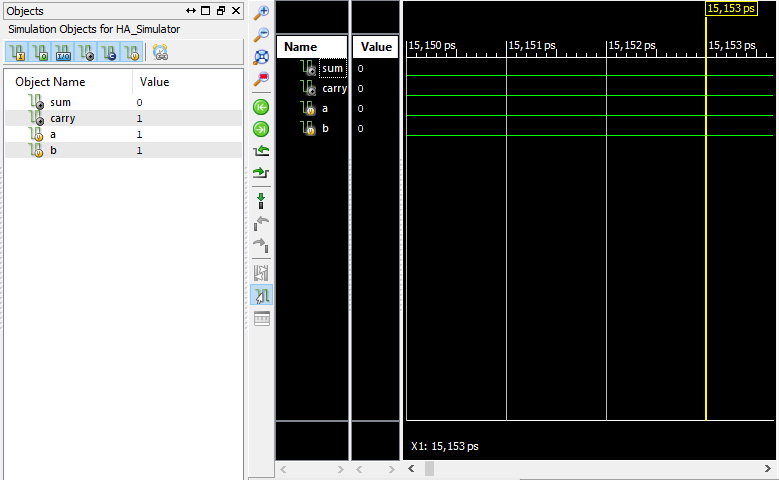 Objects
Simulation Objects for HA_Simulator
Object Name Value
sum 0
carry 1
a 1
b 1
Name Value
sum 0
carry 0
a 0
b 0
15,153 ps
15,150 ps 15,151 ps 15,152 ps 15,153 ps
X1: 15,153 ps